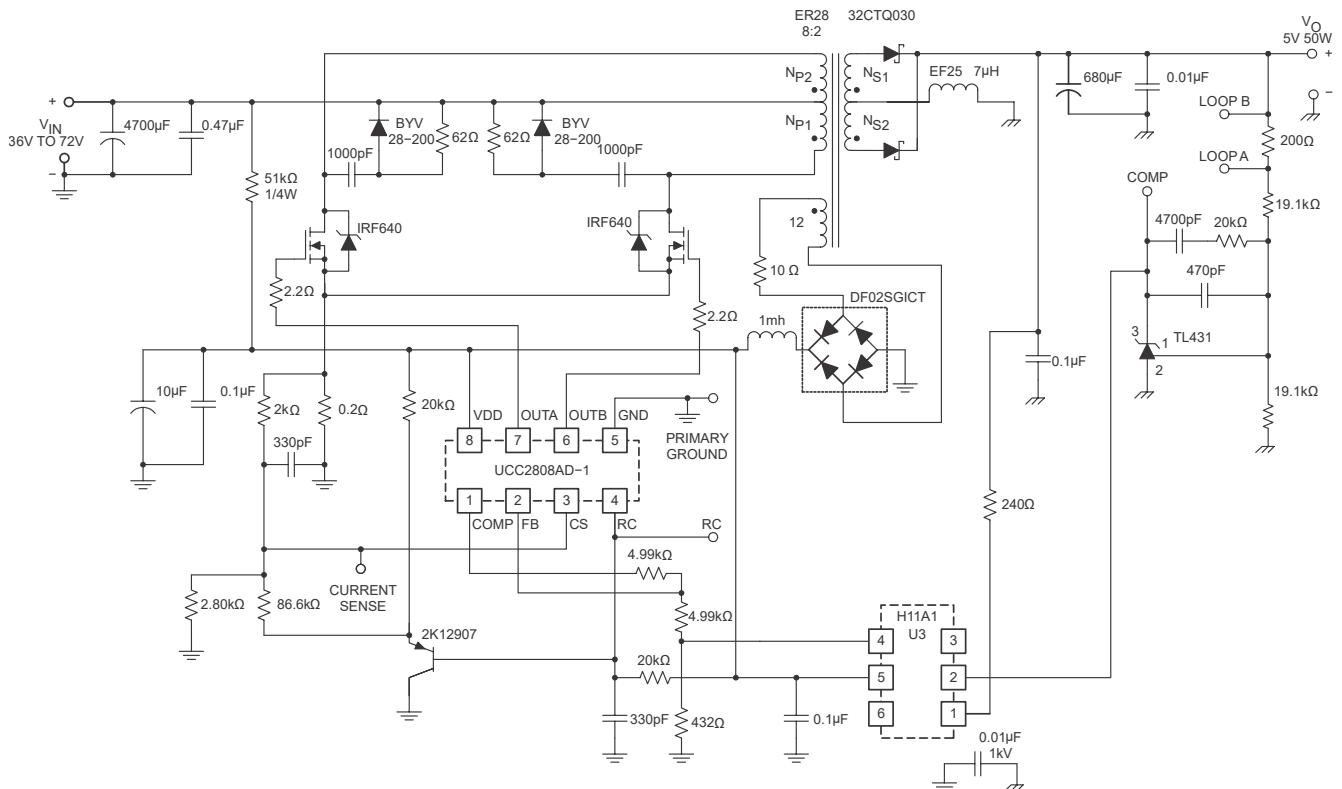 ER28
8:2
32CTQ030
VO
5V 50W
+
−
NP2
NS1
EF25 7µH
NP1
NS2
680µF
0.01µF
LOOP B
200Ω
LOOP A
+
VIN
36V TO 72V
−
4700µF
0.47µF
BYV
28−200
62Ω
62Ω
BYV
28−200
1000pF
1000pF
51kΩ
1/4W
COMP
19.1kΩ
4700pF
20kΩ
IRF640
IRF640
12
10 Ω
470pF
2.2Ω
2.2Ω
DF02SGICT
1mh
3
1
TL431
2
0.1µF
10µF
0.1µF
2kΩ
0.2Ω
20kΩ
19.1kΩ
330pF
VDD
OUTA
OUTB
GND
8
7
6
5
PRIMARY
GROUND
UCC2808AD−1
1
2
3
4
COMP
FB
CS
RC
RC
240Ω
4.99kΩ
CURRENT
SENSE
2.80kΩ
86.6kΩ
4.99kΩ
H11A1
U3
2K12907
4
3
20kΩ
5
2
6
1
330pF
432Ω
0.1µF
0.01µF
1kV